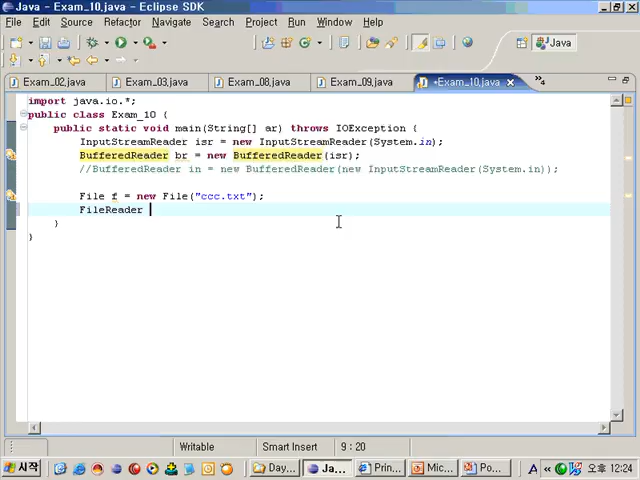 Java - Exam_10.java - Eclipse SDK
File Edit Source Refactor Navigate Search Project Run Window Help
Java
Exam_02.java Exam_03.java Exam_08.java Exam_09.java *Exam_10.java »4
import java.io.*;
public class Exam_10 {
public static void main(String[] ar) throws IOException {
InputStreamReader isr = new InputStreamReader(System.in);
BufferedReader br = new BufferedReader(isr);
//BufferedReader in = new BufferedReader(new InputStreamReader(System.in));
File f = new File("ccc.txt");
FileReader
}
}
Writable Smart Insert 9 : 20
시작 Day... Ja... Prin... Mic... Po... A 오후 12:24